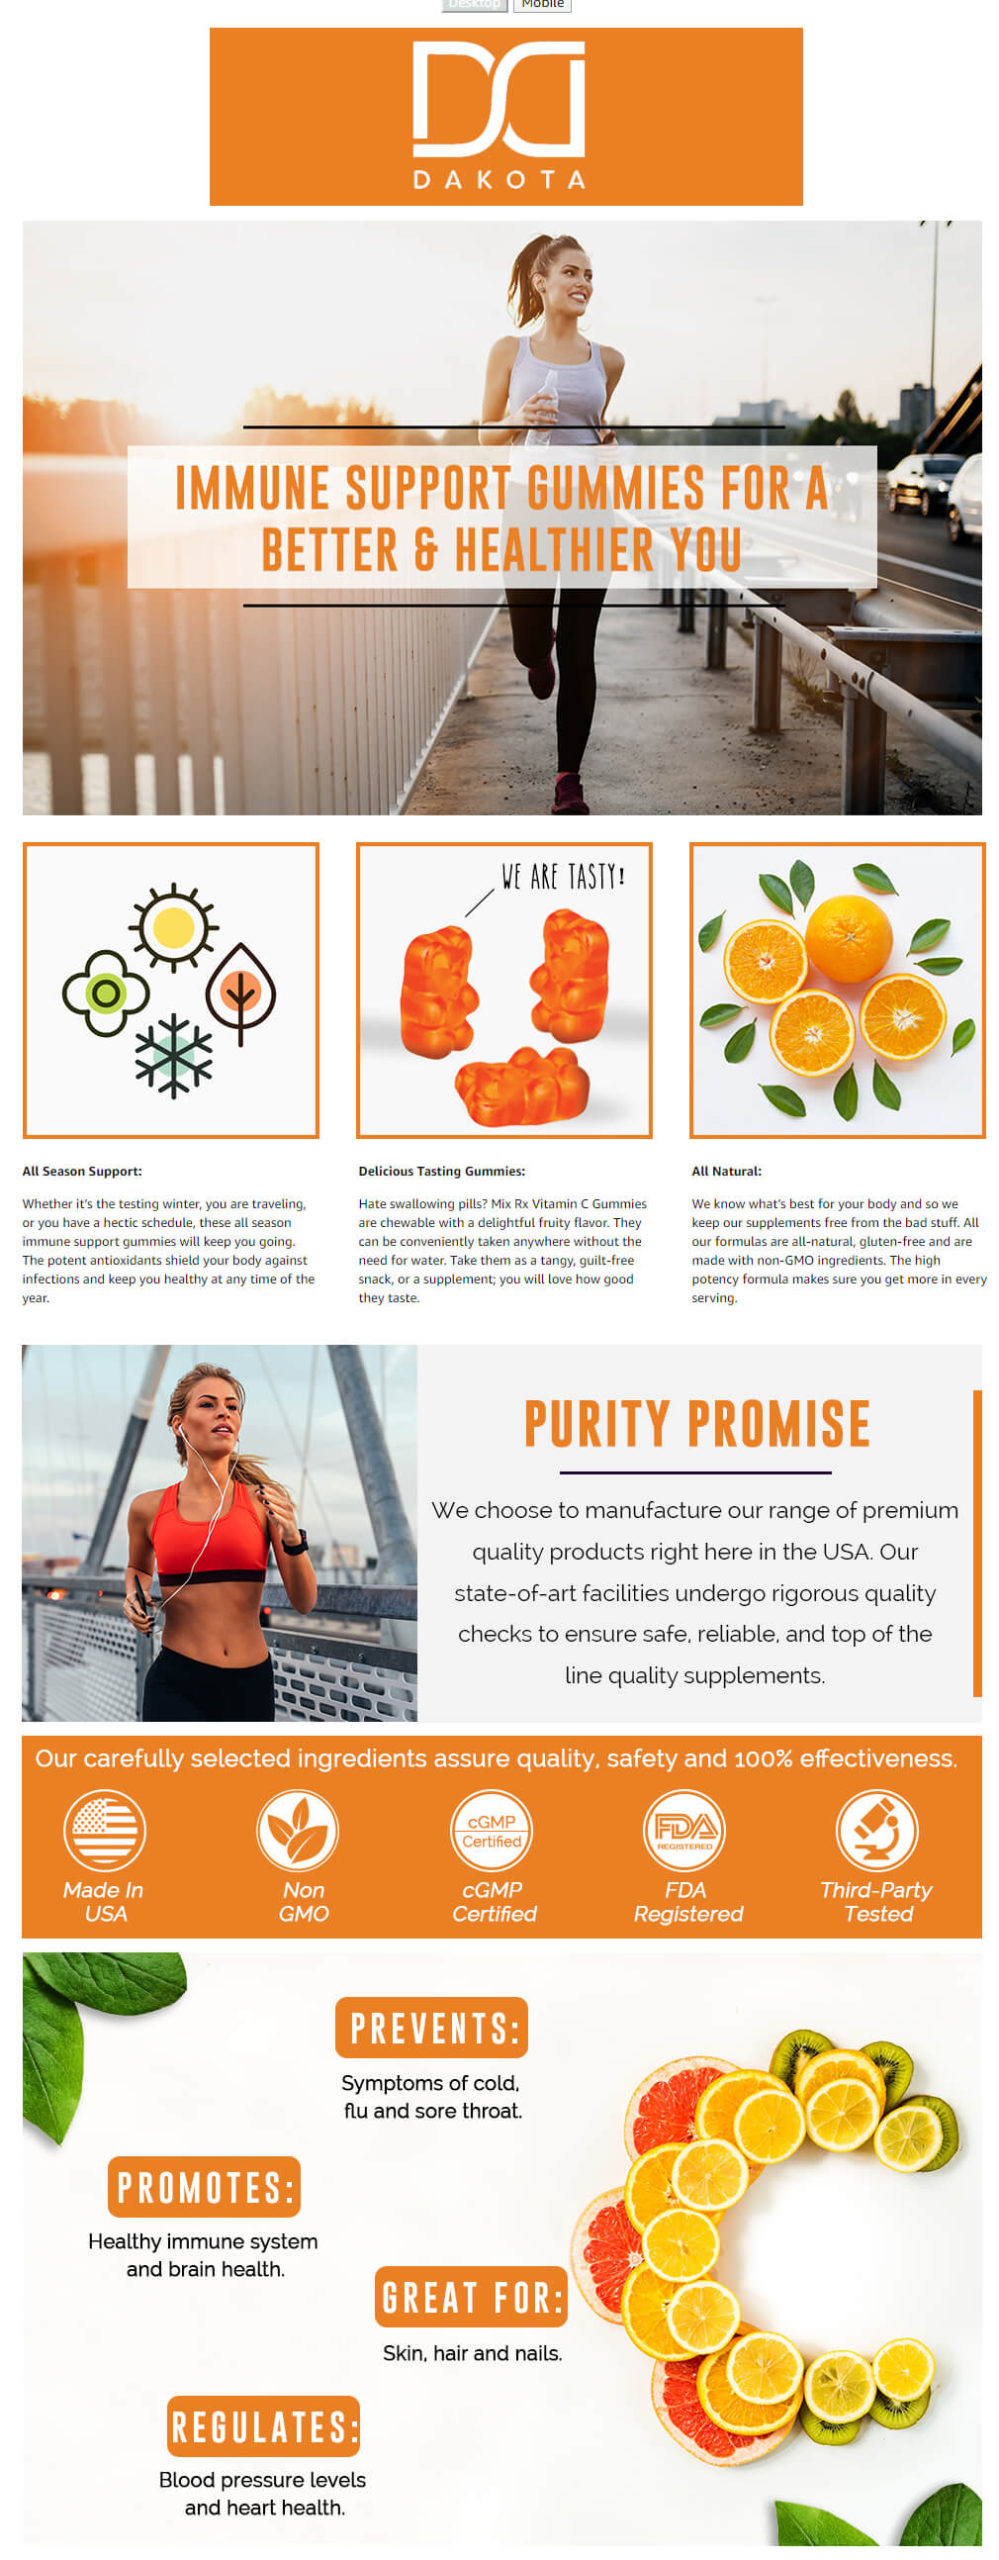 Desktop Mobile
DAKOTA
IMMUNE SUPPORT GUMMIES FOR A
BETTER & HEALTHIER YOU
WE ARE TASTY!
All Season Support:
Whether it's the testing winter, you are traveling,
or you have a hectic schedule, these all season
immune support gummies will keep you going.
The potent antioxidants shield your body against
infections and keep you healthy at any time of the
year.
Delicious Tasting Gummies:
Hate swallowing pills? Mix Rx Vitamin C Gummies
are chewable with a delightful fruity flavor. They
can be conveniently taken anywhere without the
need for water. Take them as a tangy, guilt-free
snack, or a supplement; you will love how good
they taste.
All Natural:
We know what's best for your body and so we
keep our supplements free from the bad stuff. All
our formulas are all-natural, gluten-free and are
made with non-GMO ingredients. The high
potency formula makes sure you get more in every
serving.
PURITY PROMISE
We choose to manufacture our range of premium
quality products right here in the USA. Our
state-of-art facilities undergo rigorous quality
checks to ensure safe, reliable, and top of the
line quality supplements.
Our carefully selected ingredients assure quality, safety and 100% effectiveness.
Made In
USA
Non
GMO
cGMP
Certified
cGMP
Certified
FDA
REGISTERED
FDA
Registered
Third-Party
Tested
PREVENTS:
Symptoms of cold,
flu and sore throat.
PROMOTES:
Healthy immune system
and brain health.
GREAT FOR:
Skin, hair and nails.
REGULATES:
Blood pressure levels
and heart health.